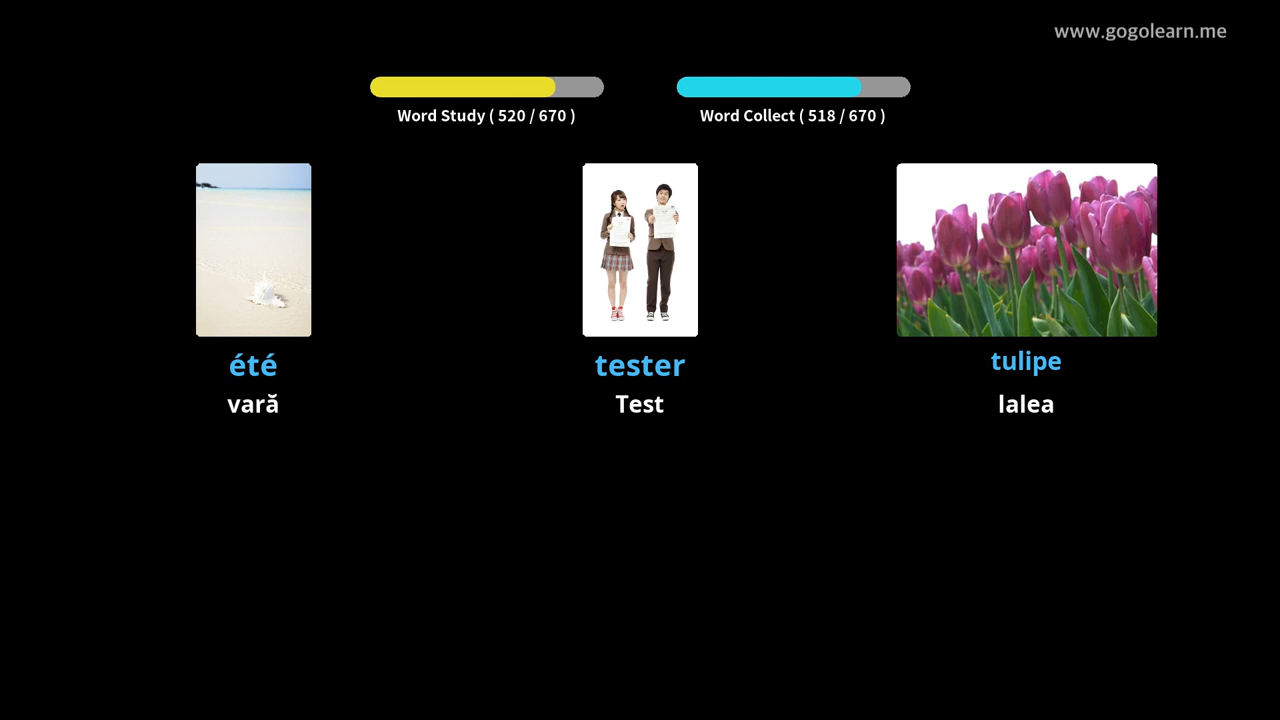 www.gogolearn.me
Word Study ( 520 / 670 )
Word Collect ( 518 / 670 )
été
tester
tulipe
vară
Test
lalea